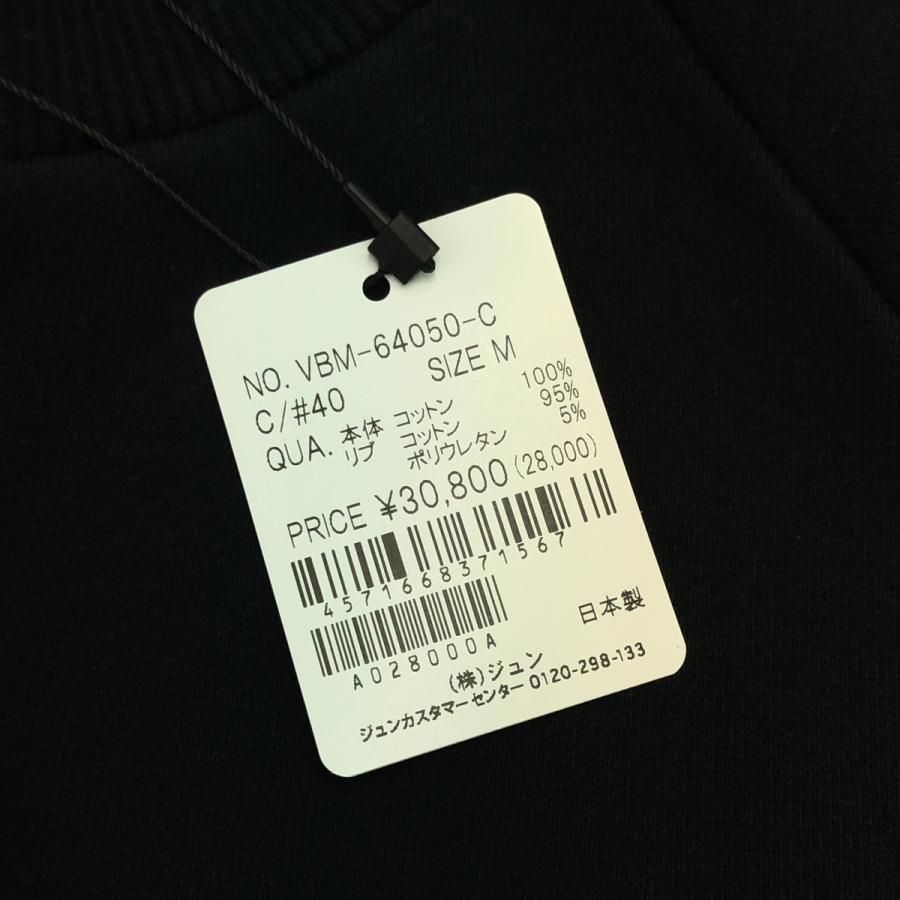 NO. VBM-64050-C
C/#40 SIZE M
QUA. 本体 コットン 100%
リブ コットン 95%
ポリウレタン 5%
PRICE ¥30,800 (28,000)
4571668371567
A028000A 日本製
(株)ジュン
ジュンカスタマーセンター 0120-298-133